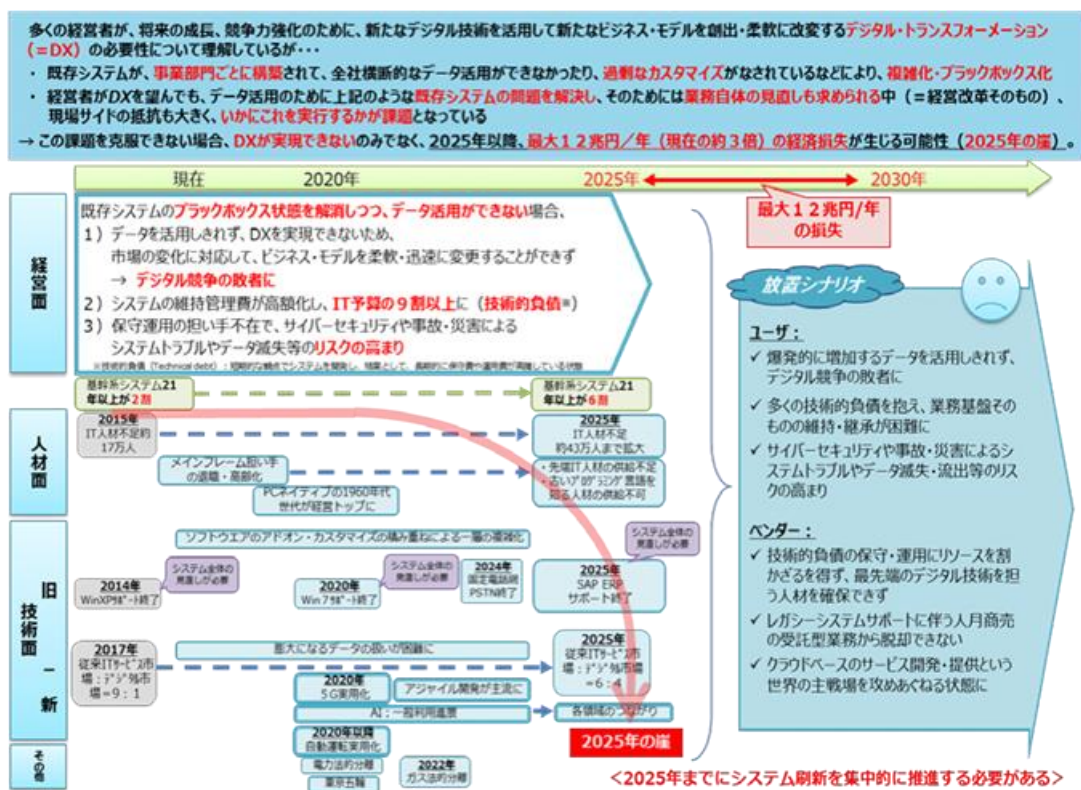 多くの経営者が、将来の成長、競争力強化のために、新たなデジタル技術を活用して新たなビジネス・モデルを創出・柔軟に改変するデジタル・トランスフォーメーション
(=DX)の必要性について理解しているが・・・
・ 既存システムが、事業部門ごとに構築されて、全社横断的なデータ活用ができなかったり、過剰なカスタマイズがなされているなどにより、複雑化・ブラックボックス化
・ 経営者がDXを望んでも、データ活用のために上記のような既存システムの問題を解決し、そのためには業務自体の見直しも求められる中(=経営改革そのもの)、
現場サイドの抵抗も大きく、いかにこれを実行するかが課題となっている
→ この課題を克服できない場合、DXが実現できないのみでなく、2025年以降、最大12兆円/年(現在の約3倍)の経済損失が生じる可能性(2025年の崖)。
現在
2020年
2025年
2030年
最大12兆円/年
の損失
経営面
既存システムのブラックボックス状態を解消しつつ、データ活用ができない場合、
1)データを活用しきれず、DXを実現できないため、
市場の変化に対応して、ビジネス・モデルを柔軟・迅速に変更することができず
→ デジタル競争の敗者に
2)システムの維持管理費が高額化し、IT予算の9割以上に(技術的負債※)
3)保守運用の担い手不在で、サイバーセキュリティや事故・災害による
システムトラブルやデータ滅失等のリスクの高まり
※技術的負債(Technical debt):短期的な観点でシステムを開発し、結果として、長期的に保守費や運用費が高騰している状態
基幹系システム21
年以上が2割
基幹系システム21
年以上が6割
人材面
2015年
IT人材不足約
17万人
2025年
IT人材不足
約43万人まで拡大
メインフレーム担い手
の退職・高齢化
・先端IT人材の供給不足
・古いプログラミング言語を
知る人材の供給不可
PCネイティブの1960年代
世代が経営トップに
技術面
旧
ー
新
ソフトウエアのアドオン・カスタマイズの積み重ねによる一層の複雑化
システム全体の
見直しが必要
システム全体の
見直しが必要
システム全体の
見直しが必要
2014年
WinXPサポート終了
2020年
Win7サポート終了
2024年
固定電話網
PSTN終了
2025年
SAP ERP
サポート終了
2017年
従来ITサービス市
場:デジタル市
場=9:1
膨大になるデータの扱いが困難に
2025年
従来ITサービス市
場:デジタル市場
=6:4
2020年
5G実用化
アジャイル開発が主流に
AI:一般利用進展
各領域のつながり
2020年以降
自動運転実用化
2025年の崖
その他
電力法的分離
東京五輪
2022年
ガス法的分離
放置シナリオ
ユーザ:
✓ 爆発的に増加するデータを活用しきれず、
デジタル競争の敗者に
✓ 多くの技術的負債を抱え、業務基盤そ
のものの維持・継承が困難に
✓ サイバーセキュリティや事故・災害によるシ
ステムトラブルやデータ滅失・流出等のリス
クの高まり
ベンダー:
✓ 技術的負債の保守・運用にリソースを割
かざるを得ず、最先端のデジタル技術を担
う人材を確保できず
✓ レガシーシステムサポートに伴う人月商売
の受託型業務から脱却できない
✓ クラウドベースのサービス開発・提供という
世界の主戦場を攻めあぐねる状態に
<2025年までにシステム刷新を集中的に推進する必要がある>